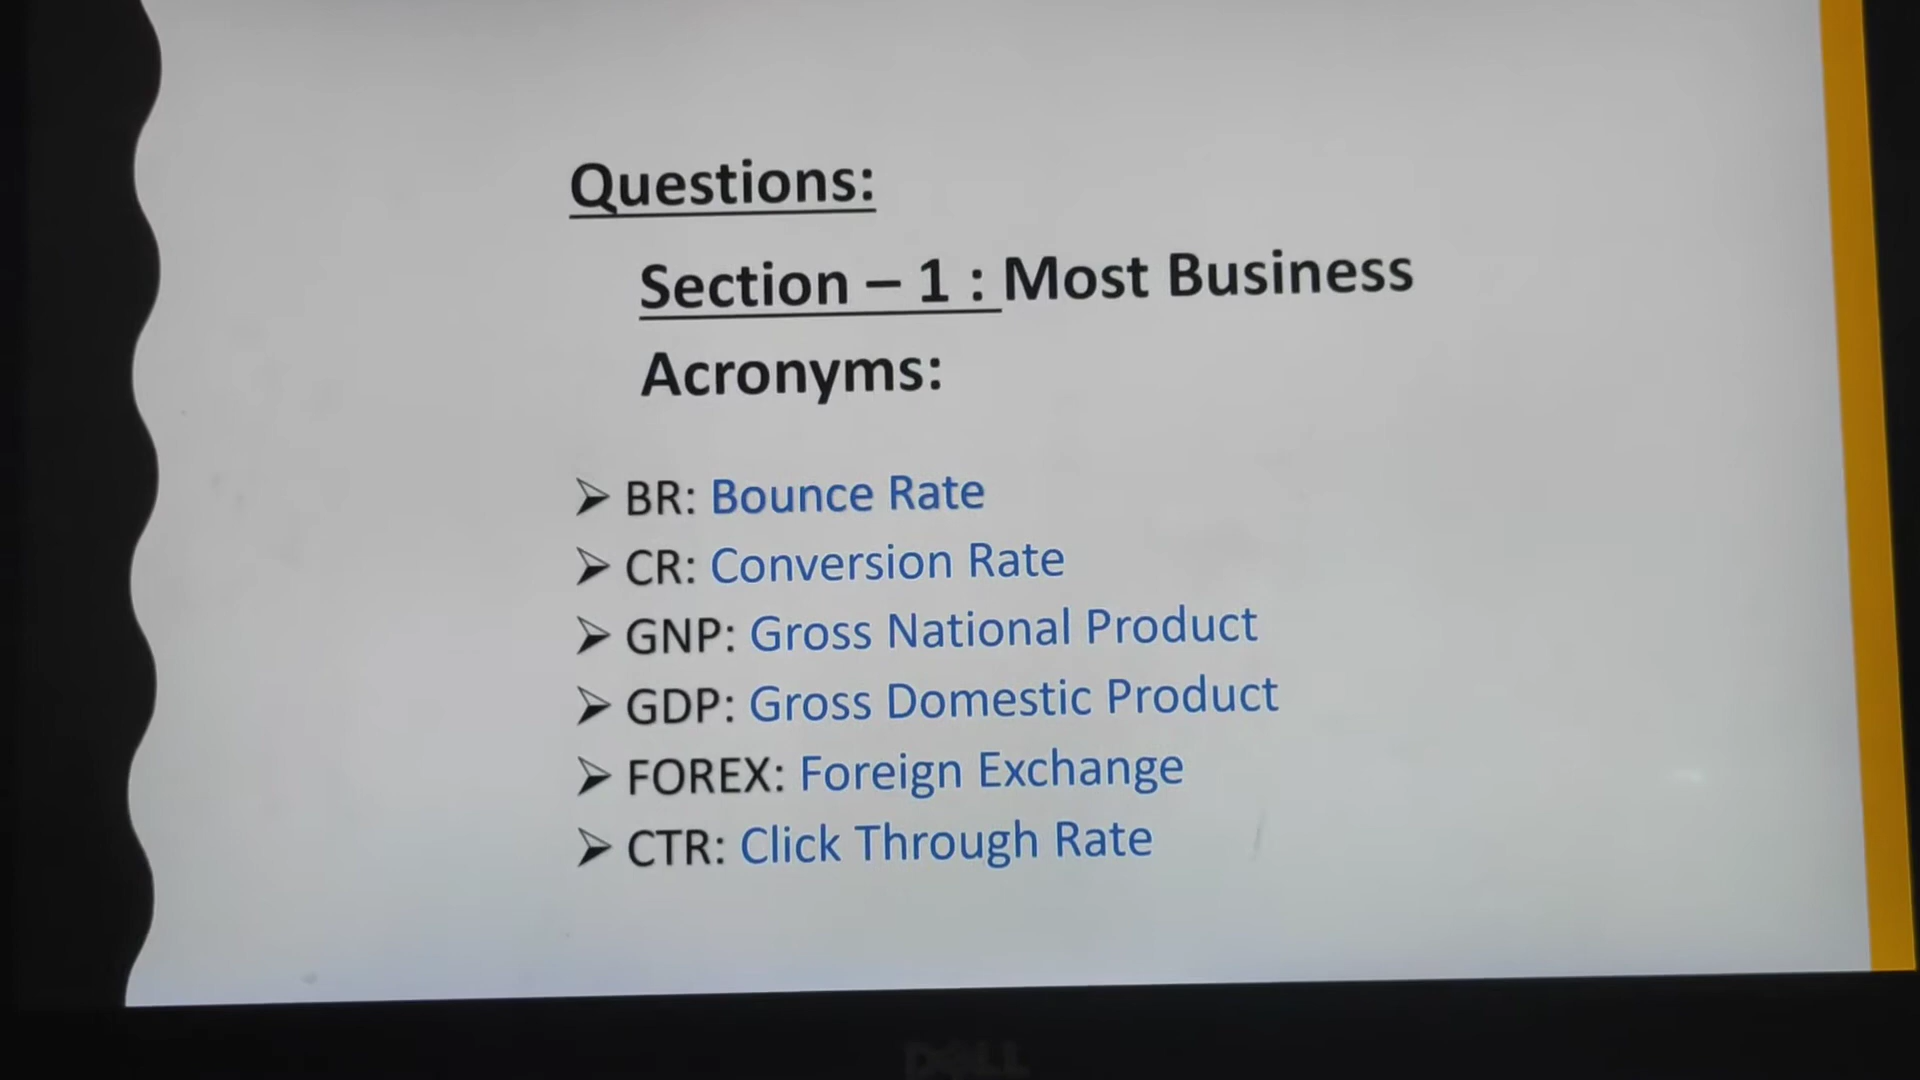 Questions:
Section – 1 : Most Business
Acronyms:
➢ BR: Bounce Rate
➢ CR: Conversion Rate
➢ GNP: Gross National Product
➢ GDP: Gross Domestic Product
➢ FOREX: Foreign Exchange
➢ CTR: Click Through Rate
DELL